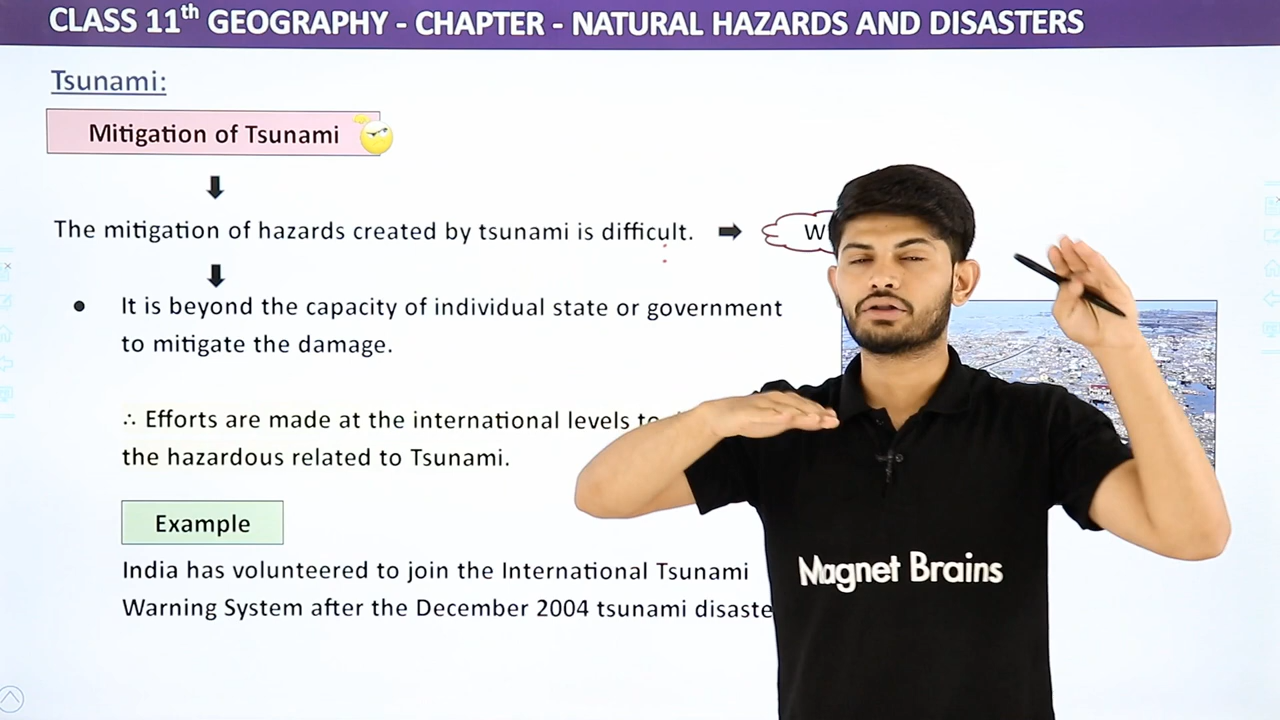 CLASS 11th GEOGRAPHY - CHAPTER - NATURAL HAZARDS AND DISASTERS
Tsunami:
Mitigation of Tsunami
The mitigation of hazards created by tsunami is difficult.
It is beyond the capacity of individual state or government
to mitigate the damage.
∴ Efforts are made at the international levels to
the hazardous related to Tsunami.
Example
India has volunteered to join the International Tsunami
Warning System after the December 2004 tsunami
Magnet Brains